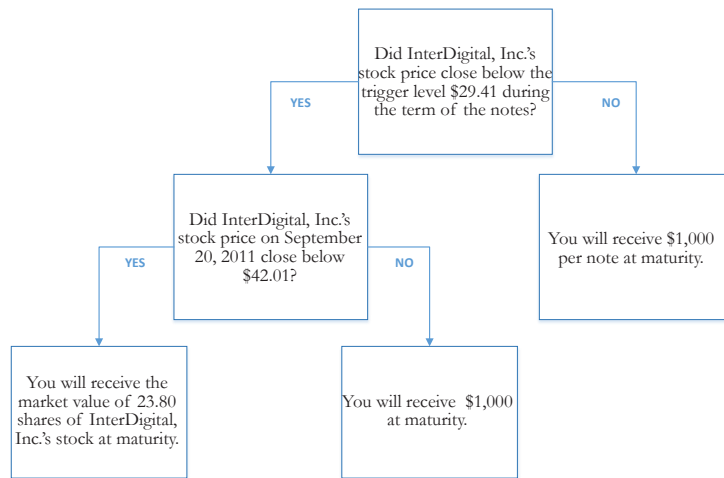 Did InterDigital, Inc.'s
stock price close below the
trigger level $29.41 during
the term of the notes?
YES
NO
Did InterDigital, Inc.'s
stock price on September
20, 2011 close below
$42.01?
You will receive $1,000
per note at maturity.
YES
NO
You will receive the
market value of 23.80
shares of InterDigital,
Inc.'s stock at maturity.
You will receive $1,000
at maturity.